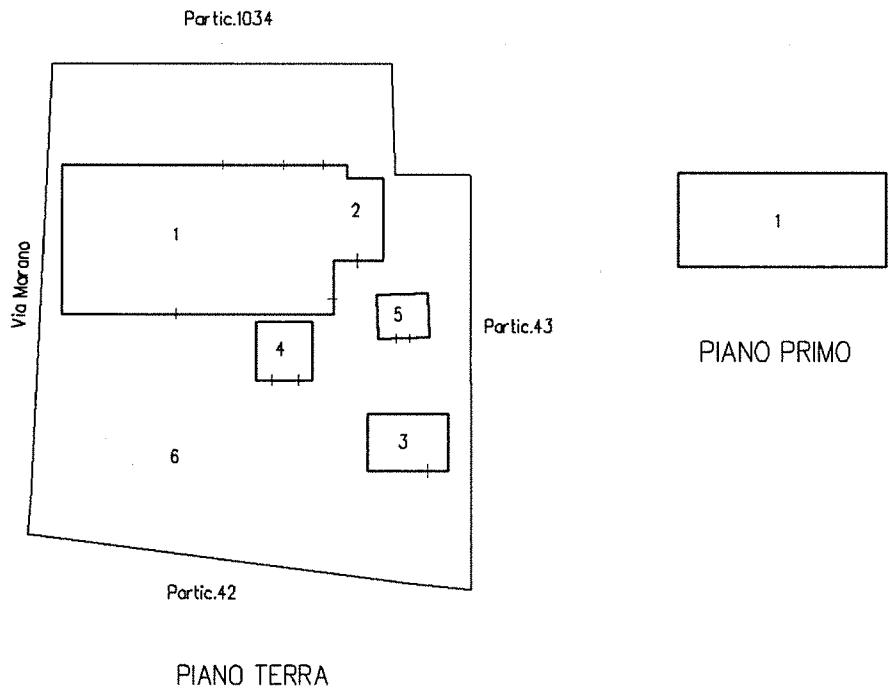 Partic.1034
1
2
1
Via Marano
5
Partic.43
4
PIANO PRIMO
3
6
Partic.42
PIANO TERRA